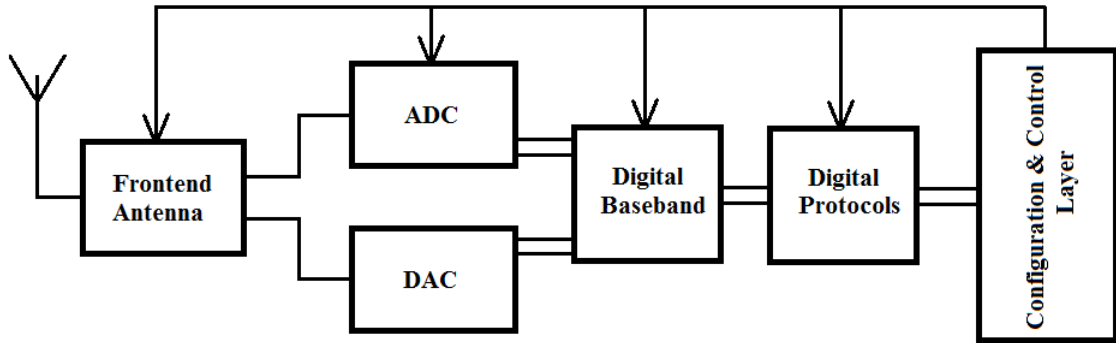 Frontend
Antenna
ADC
DAC
Digital
Baseband
Digital
Protocols
Configuration & Control
Layer